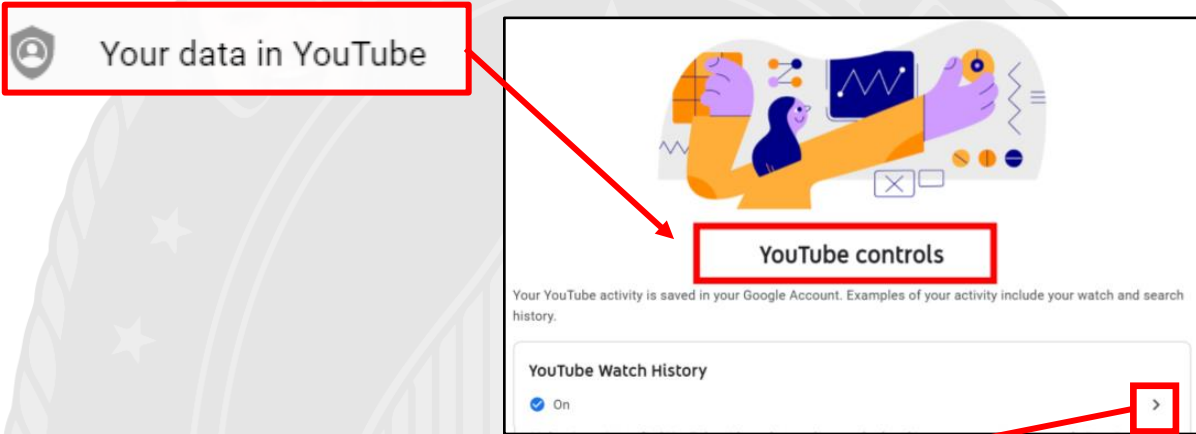 Your data in YouTube
YouTube controls
Your YouTube activity is saved in your Google Account. Examples of your activity include your watch and search
history.
YouTube Watch History
On